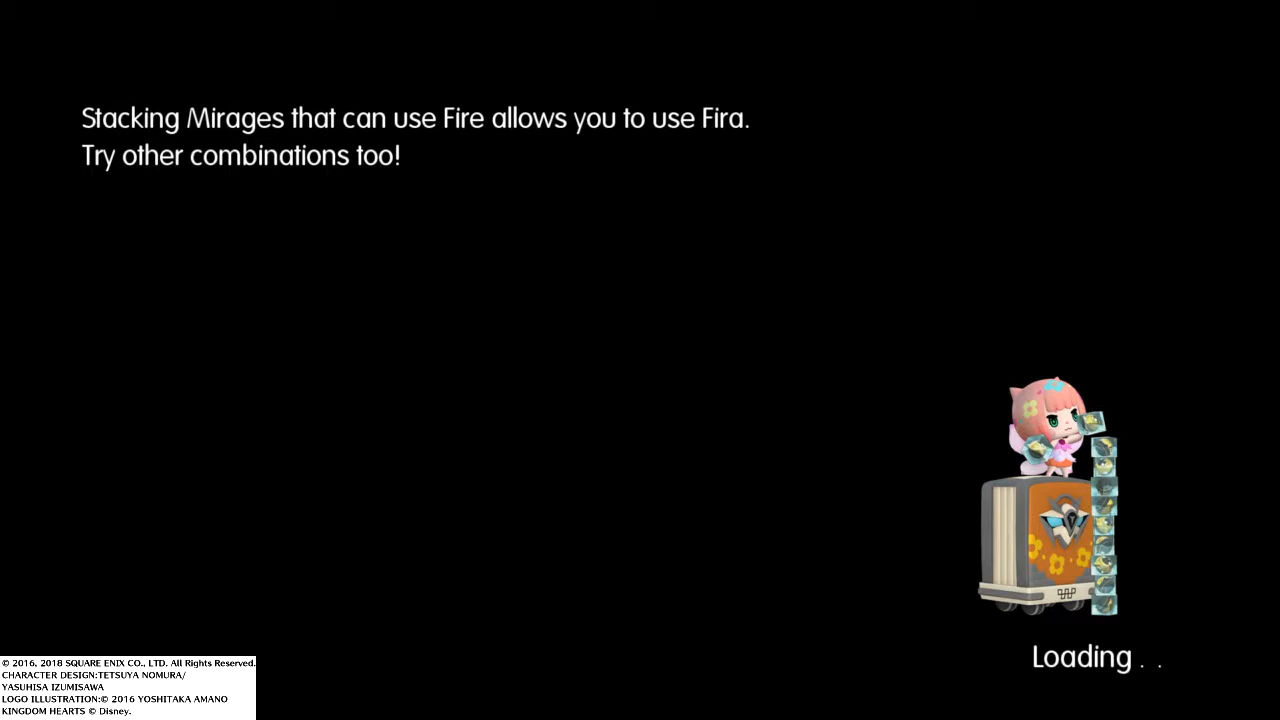 Stacking Mirages that can use Fire allows you to use Fira.
Try other combinations too!
Loading . .
© 2016, 2018 SQUARE ENIX CO., LTD. All Rights Reserved.
CHARACTER DESIGN:TETSUYA NOMURA/
YASUHISA IZUMISAWA
LOGO ILLUSTRATION:© 2016 YOSHITAKA AMANO
KINGDOM HEARTS © Disney.